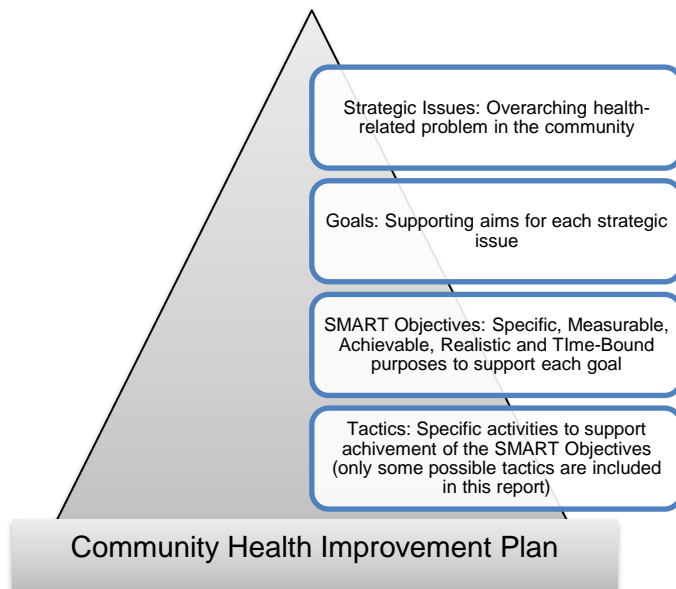 Strategic Issues: Overarching health-
related problem in the community
Goals: Supporting aims for each strategic
issue
SMART Objectives: Specific, Measurable,
Achievable, Realistic and TIme-Bound
purposes to support each goal
Tactics: Specific activities to support
achivement of the SMART Objectives
(only some possible tactics are included
in this report)
Community Health Improvement Plan